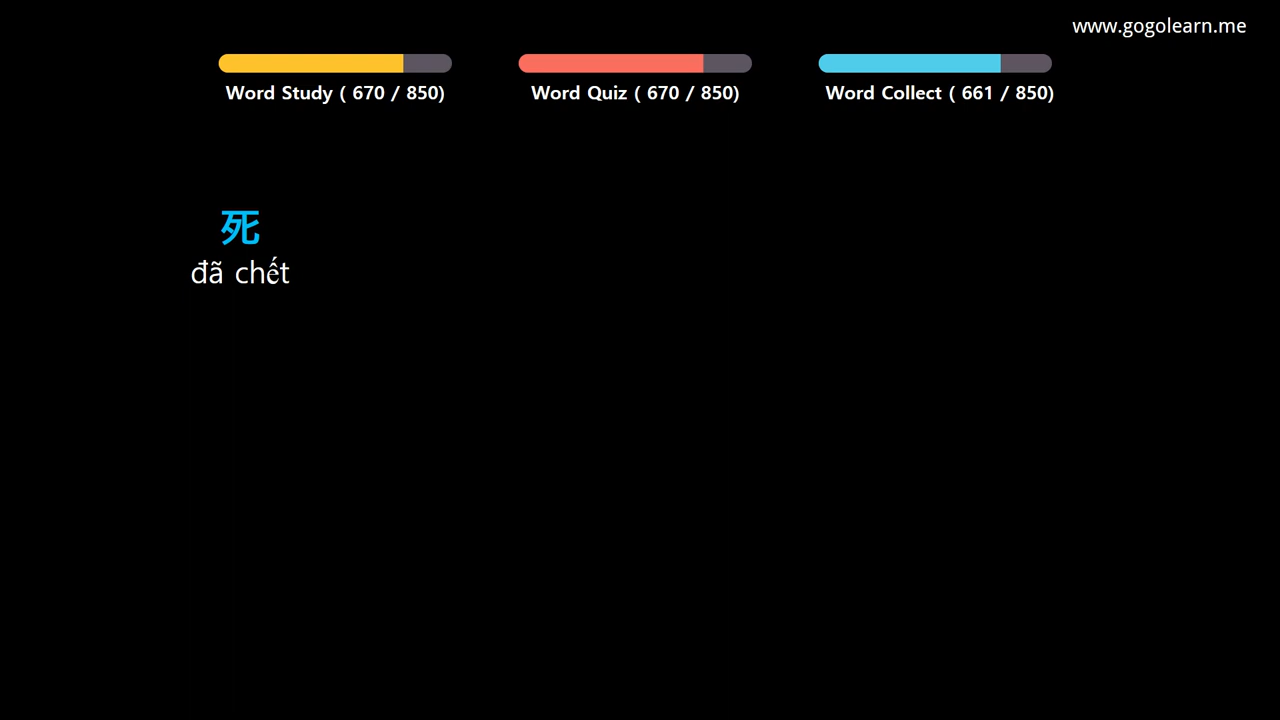 www.gogolearn.me
Word Study ( 670 / 850)
Word Quiz ( 670 / 850)
Word Collect ( 661 / 850)
死
đã chết